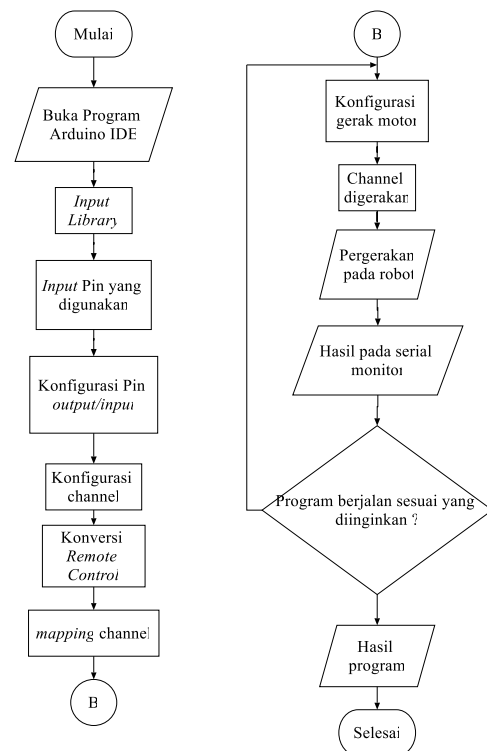 Mulai
Buka Program
Arduino IDE
Input
Library
Input Pin yang
digunakan
Konfigurasi Pin
output/input
Konfigurasi
channel
Konversi
Remote
Control
mapping channel
B
B
Konfigurasi
gerak motor
Channel
digerakan
Pergerakan
pada robot
Hasil pada serial
monitor
Program berjalan sesuai yang
diinginkan ?
Hasil
program
Selesai